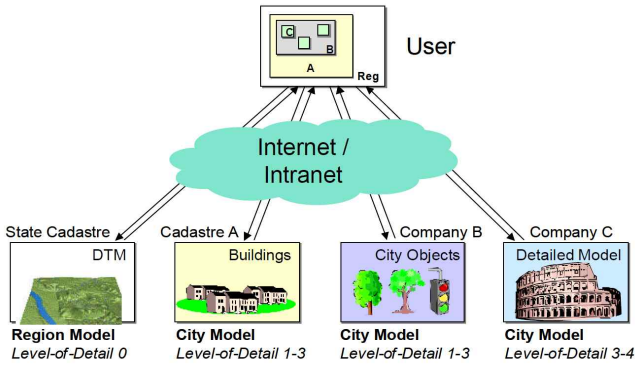 C
B
A
Reg
User
Internet /
Intranet
State Cadastre
Cadastre A
Company B
Company C
DTM
Buildings
City Objects
Detailed Model
Region Model
City Model
City Model
City Model
Level-of-Detail 0
Level-of-Detail 1-3
Level-of-Detail 1-3
Level-of-Detail 3-4